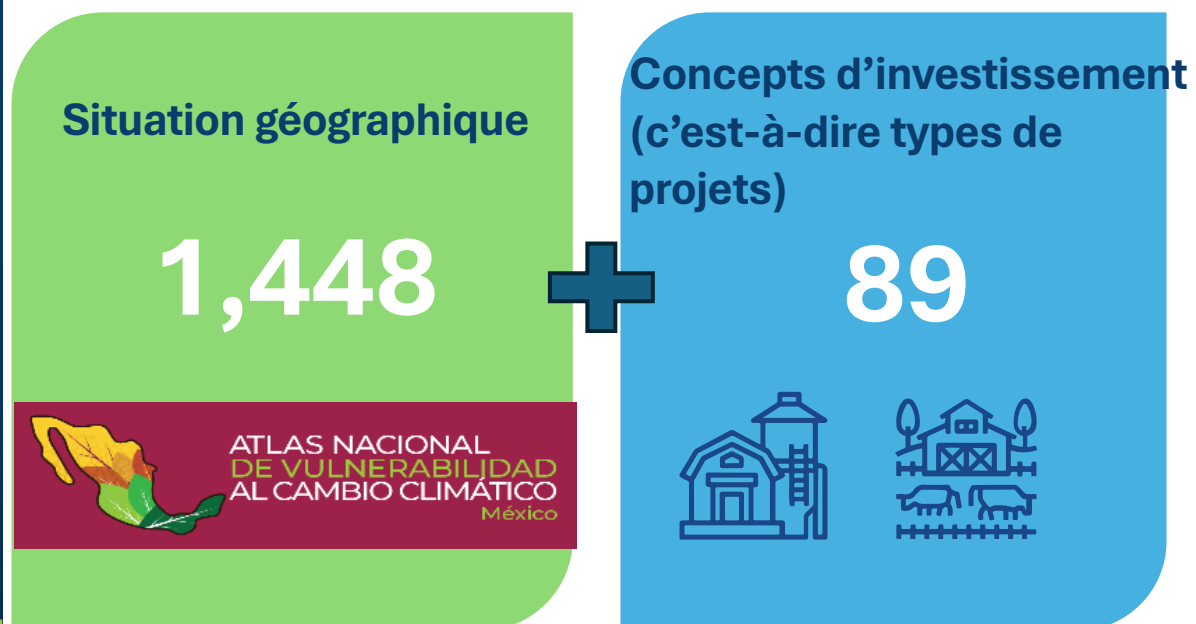 Situation géographique
1,448
ATLAS NACIONAL
DE VULNERABILIDAD
AL CAMBIO CLIMÁTICO
México
Concepts d’investissement
(c’est-à-dire types de
projets)
89